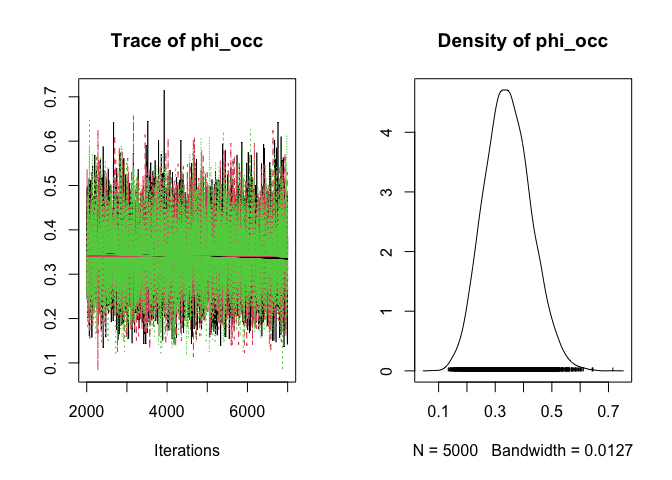 Trace of phi_occ
0.7
0.6
0.5
0.4
0.3
0.2
0.1
2000 4000 6000
Iterations
Density of phi_occ
4
3
2
1
0
0.1 0.3 0.5 0.7
N = 5000 Bandwidth = 0.0127